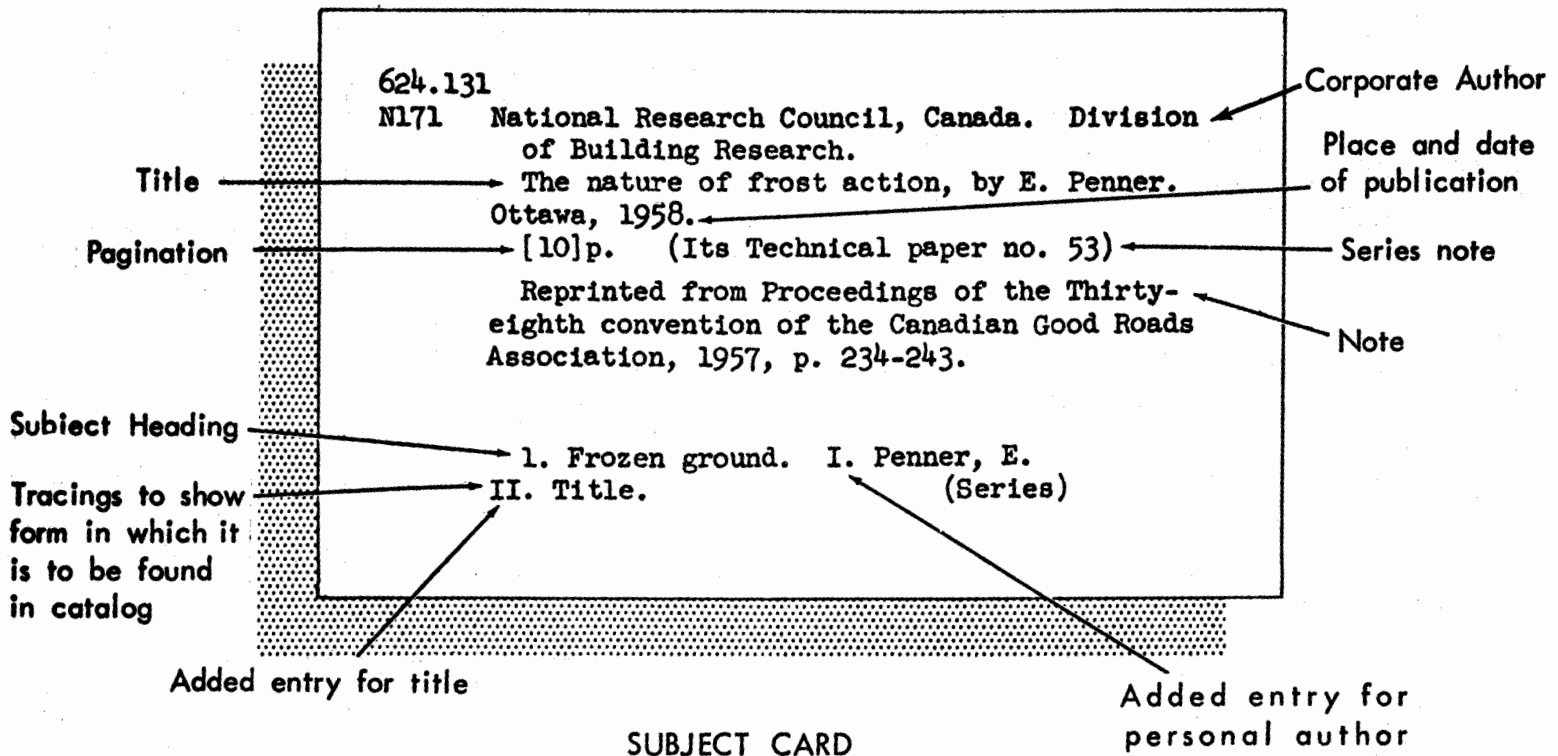 624.131
Corporate Author
N171 National Research Council, Canada. Division
of Building Research.
Place and date
of publication
Title
The nature of frost action, by E. Penner.
Ottawa, 1958.
Pagination
[10]p. (Its Technical paper no. 53)
Series note
Reprinted from Proceedings of the Thirty-
eighth convention of the Canadian Good Roads
Association, 1957, p. 234-243.
Note
Subject Heading
1. Frozen ground. I. Penner, E.
II. Title. (Series)
Tracings to show
form in which it
is to be found
in catalog
Added entry for title
Added entry for
personal author
SUBJECT CARD